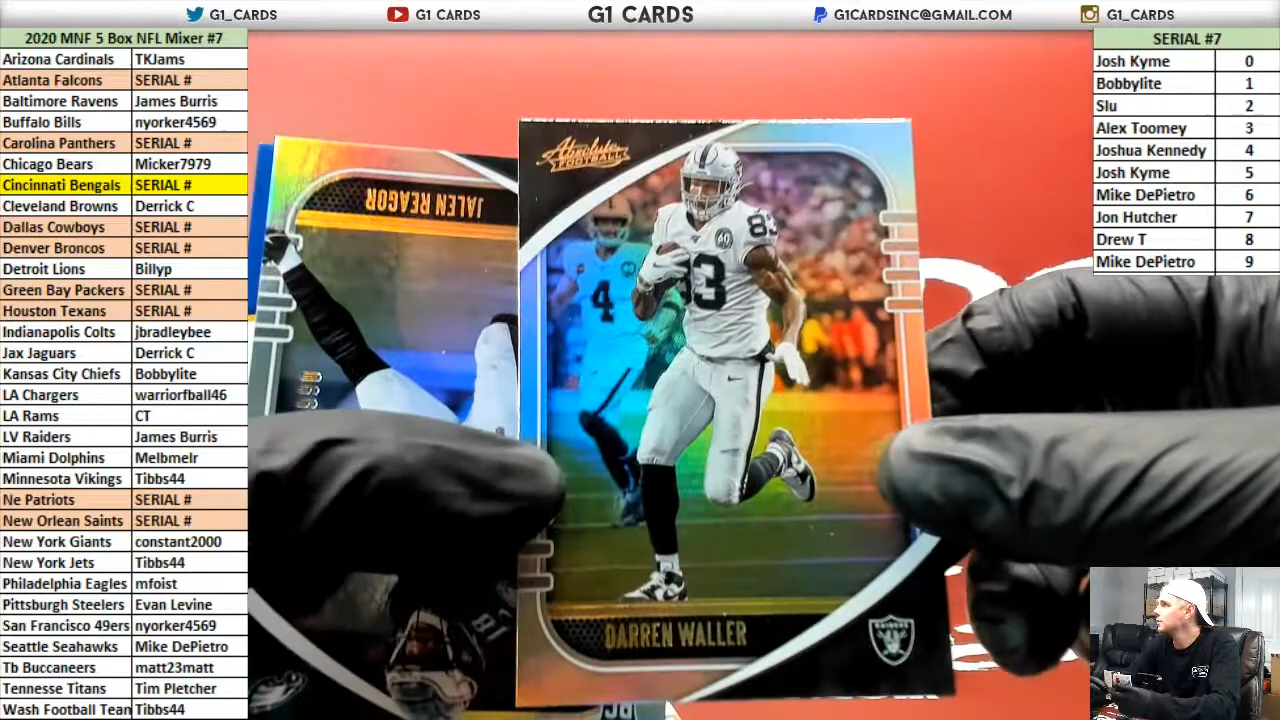 G1_CARDS
G1 CARDS
G1 CARDS
G1CARDSINC@GMAIL.COM
G1_CARDS
2020 MNF 5 Box NFL Mixer #7
Arizona Cardinals TKJams
Atlanta Falcons SERIAL #
Baltimore Ravens James Burris
Buffalo Bills nyorker4569
Carolina Panthers SERIAL #
Chicago Bears Micker7979
Cincinnati Bengals SERIAL #
Cleveland Browns Derrick C
Dallas Cowboys SERIAL #
Denver Broncos SERIAL #
Detroit Lions Billyp
Green Bay Packers SERIAL #
Houston Texans SERIAL #
Indianapolis Colts jbradleybee
Jax Jaguars Derrick C
Kansas City Chiefs Bobbylite
LA Chargers warriorfball46
LA Rams CT
LV Raiders James Burris
Miami Dolphins Melbmelr
Minnesota Vikings Tibbs44
Ne Patriots SERIAL #
New Orlean Saints SERIAL #
New York Giants constant2000
New York Jets Tibbs44
Philadelphia Eagles mfoist
Pittsburgh Steelers Evan Levine
San Francisco 49ers nyorker4569
Seattle Seahawks Mike DePietro
Tb Buccaneers matt23matt
Tennesse Titans Tim Pletcher
Wash Football Team Tibbs44
SERIAL #7
Josh Kyme 0
Bobbylite 1
Slu 2
Alex Toomey 3
Joshua Kennedy 4
Josh Kyme 5
Mike DePietro 6
Jon Hutcher 7
Drew T 8
Mike DePietro 9
JALEN REAGOR
Absolute
FOOTBALL
83
83
60
4
DARREN WALLER
RAIDERS
81